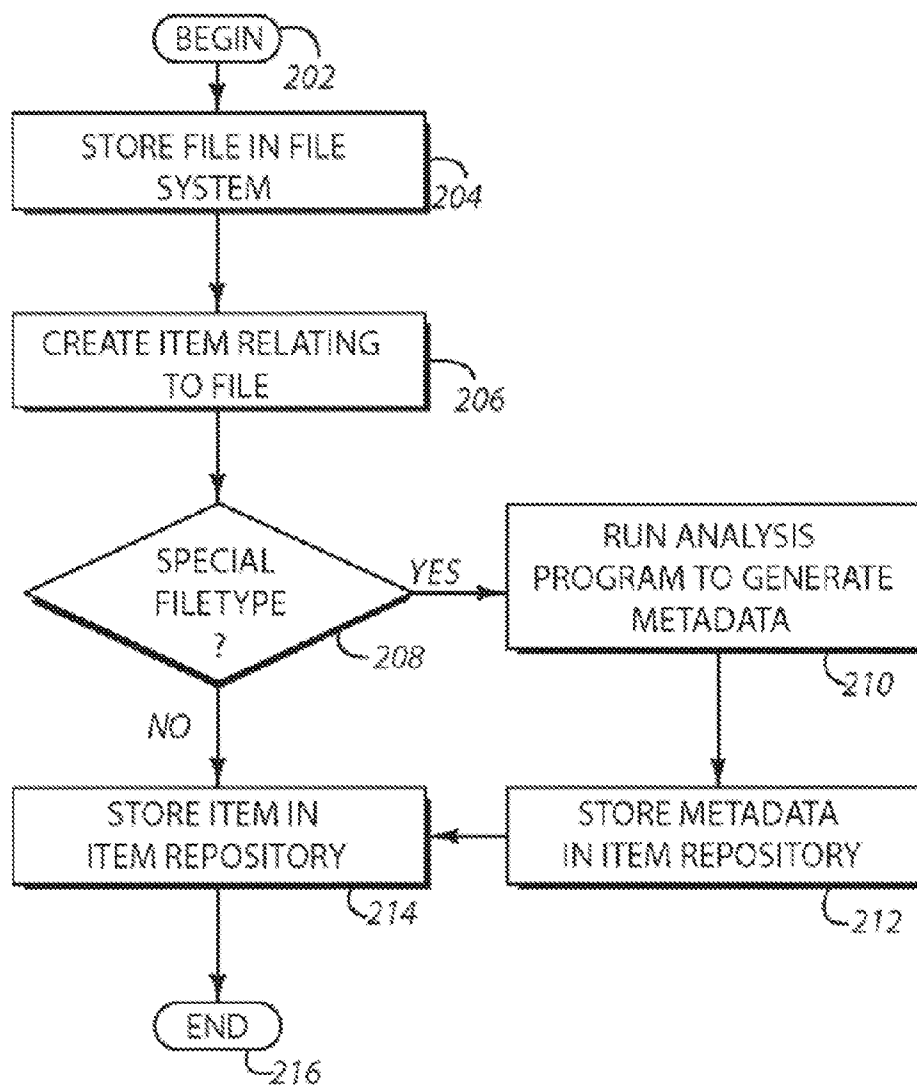 BEGIN
202
STORE FILE IN FILE
SYSTEM
204
CREATE ITEM RELATING
TO FILE
206
SPECIAL
FILETYPE
?
208
YES
RUN ANALYSIS
PROGRAM TO GENERATE
METADATA
210
NO
STORE ITEM IN
ITEM REPOSITORY
214
STORE METADATA
IN ITEM REPOSITORY
212
END
216